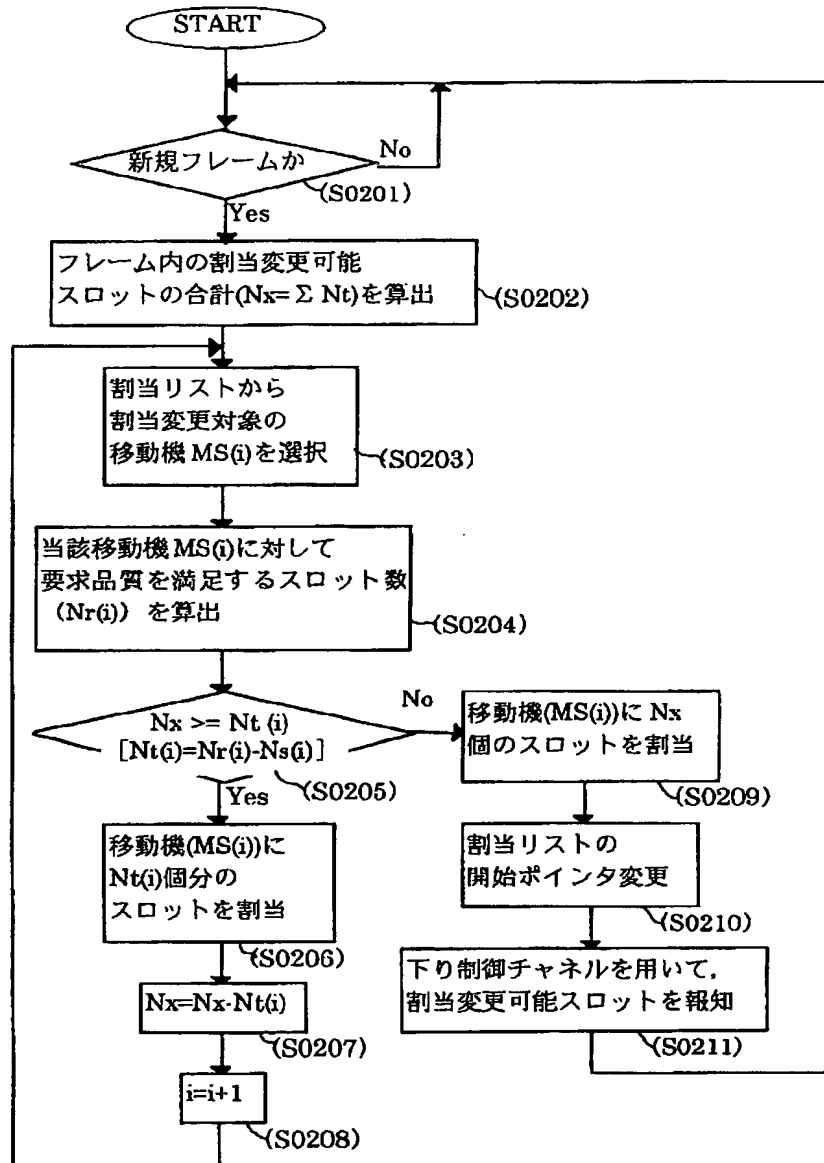 START
新規フレームか
No
(S0201)
Yes
フレーム内の割当変更可能
スロットの合計(Nx=Σ Nt)を算出
(S0202)
割当リストから
割当変更対象の
移動機 MS(i)を選択
(S0203)
当該移動機 MS(i)に対して
要求品質を満足するスロット数
(Nr(i)) を算出
(S0204)
Nx >= Nt (i)
[Nt(i)=Nr(i)-Ns(i)]
No
(S0205)
Yes
移動機(MS(i))に Nx
個のスロットを割当
(S0209)
移動機(MS(i))に
Nt(i)個分の
スロットを割当
(S0206)
割当リストの
開始ポインタ変更
(S0210)
Nx=Nx-Nt(i)
(S0207)
下り制御チャネルを用いて,
割当変更可能スロットを報知
(S0211)
i=i+1
(S0208)